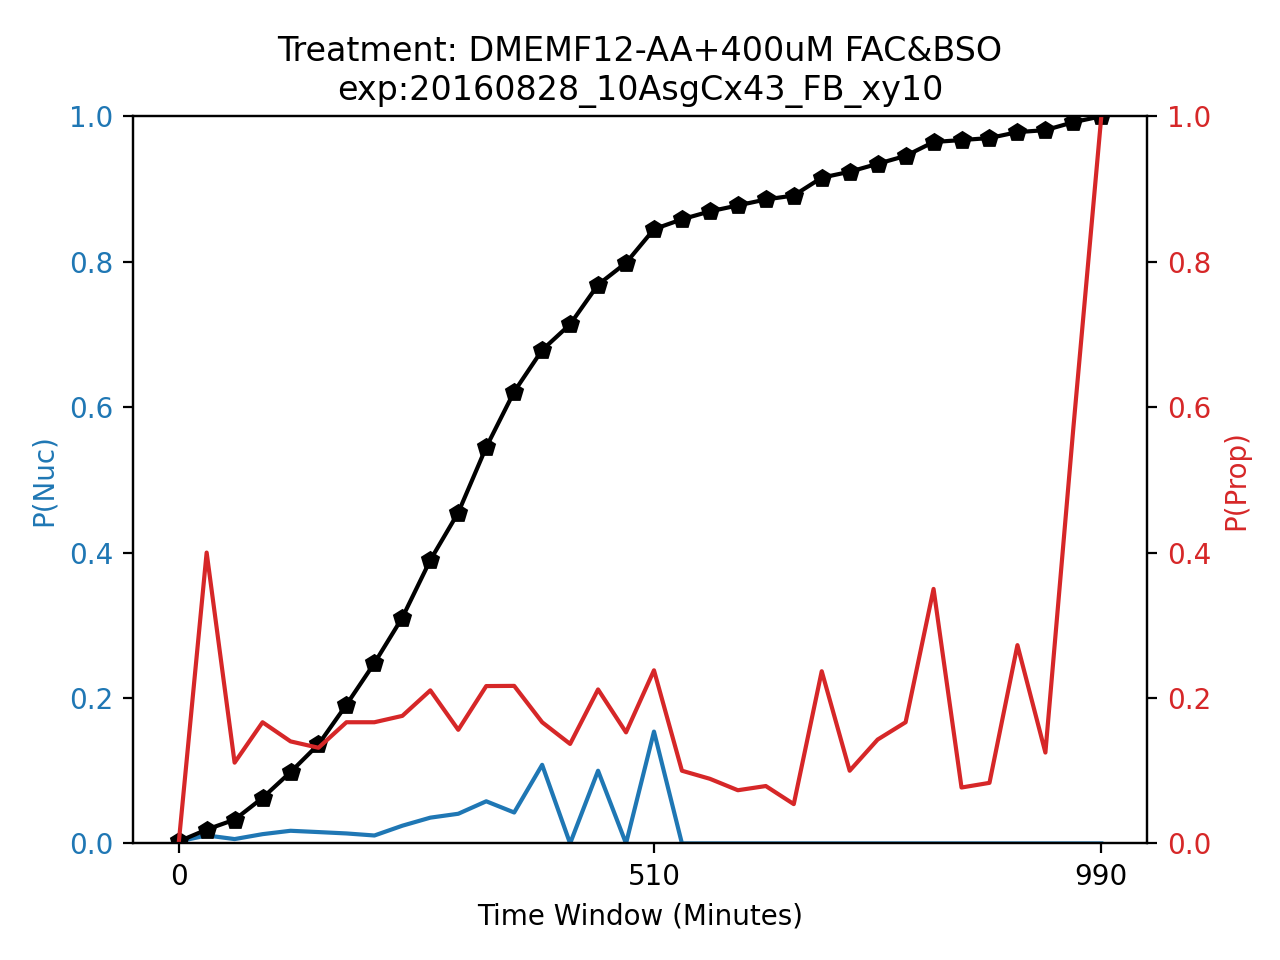 Treatment: DMEMF12-AA+400uM FAC&BSO
exp:20160828_10AsgCx43_FB_xy10
1.0
0.8
0.6
0.4
0.2
0.0
P(Nuc)
1.0
0.8
0.6
0.4
0.2
0.0
P(Prop)
0 510 990
Time Window (Minutes)